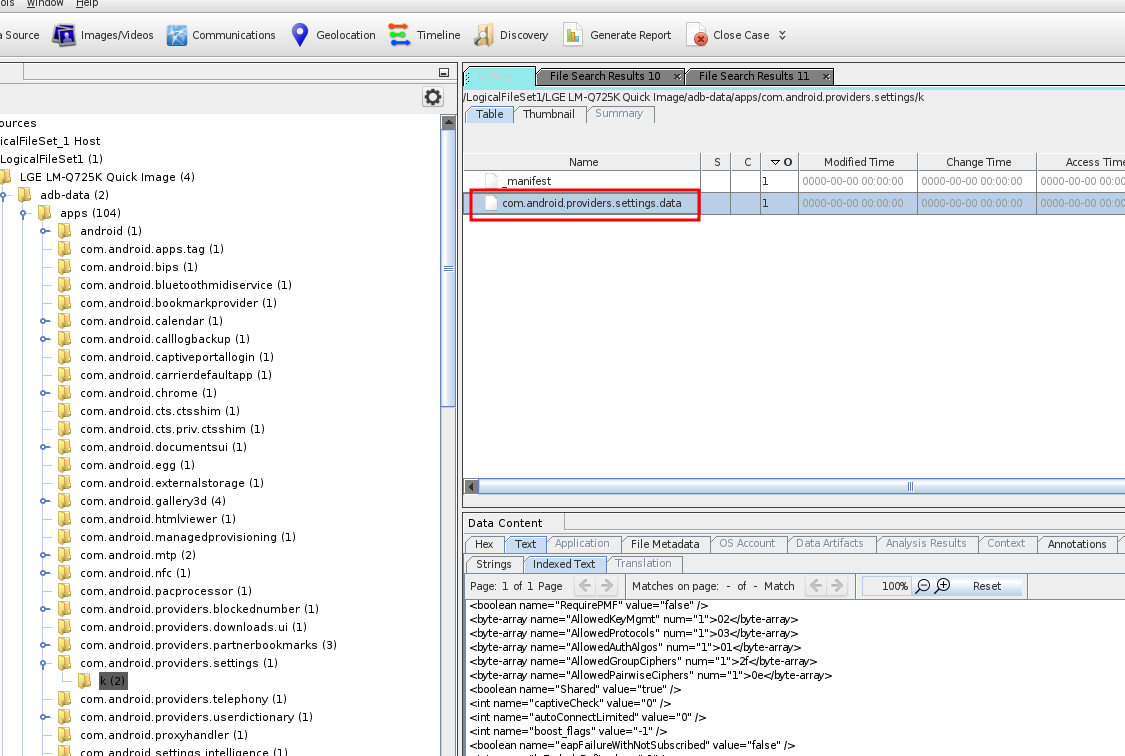 ols Window Help
a Source Images/Videos Communications Geolocation Timeline Discovery Generate Report Close Case
File Search Results 10 × File Search Results 11 ×
/LogicalFileSet1/LGE LM-Q725K Quick Image/adb-data/apps/com.android.providers.settings/k
Table Thumbnail Summary
Name S C O Modified Time Change Time Access Time
_manifest 1 0000-00-00 00:00:00 0000-00-00 00:00:00 0000-00-00 00:0
com.android.providers.settings.data 1 0000-00-00 00:00:00 0000-00-00 00:00:00 0000-00-00 00:0
ources
icalFileSet_1 Host
LogicalFileSet1 (1)
LGE LM-Q725K Quick Image (4)
adb-data (2)
apps (104)
android (1)
com.android.apps.tag (1)
com.android.bips (1)
com.android.bluetoothmidiservice (1)
com.android.bookmarkprovider (1)
com.android.calendar (1)
com.android.calllogbackup (1)
com.android.captiveportallogin (1)
com.android.carrierdefaultapp (1)
com.android.chrome (1)
com.android.cts.ctsshim (1)
com.android.cts.priv.ctsshim (1)
com.android.documentsui (1)
com.android.egg (1)
com.android.externalstorage (1)
com.android.gallery3d (4)
com.android.htmlviewer (1)
com.android.managedprovisioning (1)
com.android.mtp (2)
com.android.nfc (1)
com.android.pacprocessor (1)
com.android.providers.blockednumber (1)
com.android.providers.downloads.ui (1)
com.android.providers.partnerbookmarks (3)
com.android.providers.settings (1)
k (2)
com.android.providers.telephony (1)
com.android.providers.userdictionary (1)
com.android.proxyhandler (1)
com.android.settings.intelligence (1)
Data Content
Hex Text Application File Metadata OS Account Data Artifacts Analysis Results Context Annotations
Strings Indexed Text Translation
Page: 1 of 1 Page Matches on page: - of - Match 100% Reset
<boolean name="RequirePMF" value="false" />
<byte-array name="AllowedKeyMgmt" num="1">02</byte-array>
<byte-array name="AllowedProtocols" num="1">03</byte-array>
<byte-array name="AllowedAuthAlgos" num="1">01</byte-array>
<byte-array name="AllowedGroupCiphers" num="1">2f</byte-array>
<byte-array name="AllowedPairwiseCiphers" num="1">0e</byte-array>
<boolean name="Shared" value="true" />
<int name="captiveCheck" value="0" />
<int name="autoConnectLimited" value="0" />
<int name="boost_flags" value="-1" />
<boolean name="eapFailureWithNotSubscribed" value="false" />